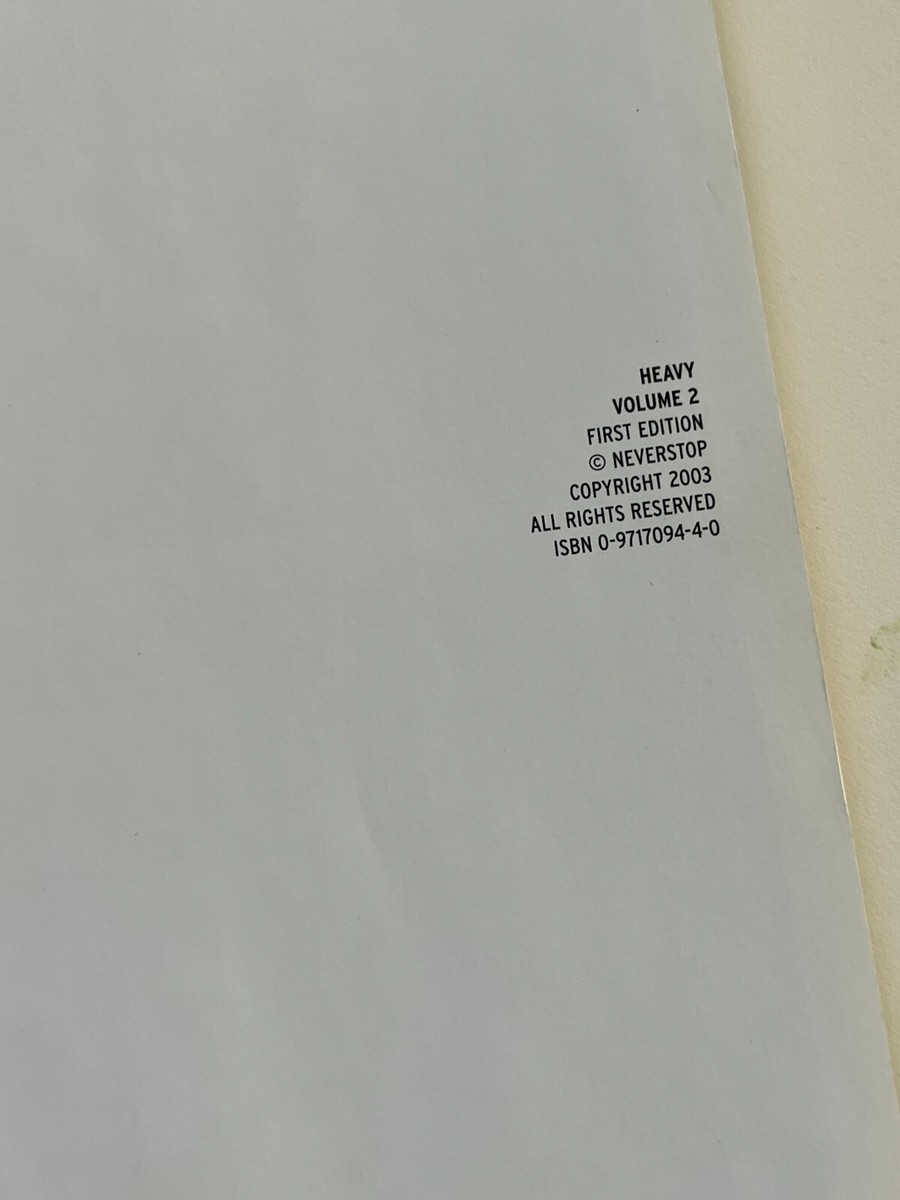 HEAVY
VOLUME 2
FIRST EDITION
© NEVERSTOP
COPYRIGHT 2003
ALL RIGHTS RESERVED
ISBN 0-9717094-4-0